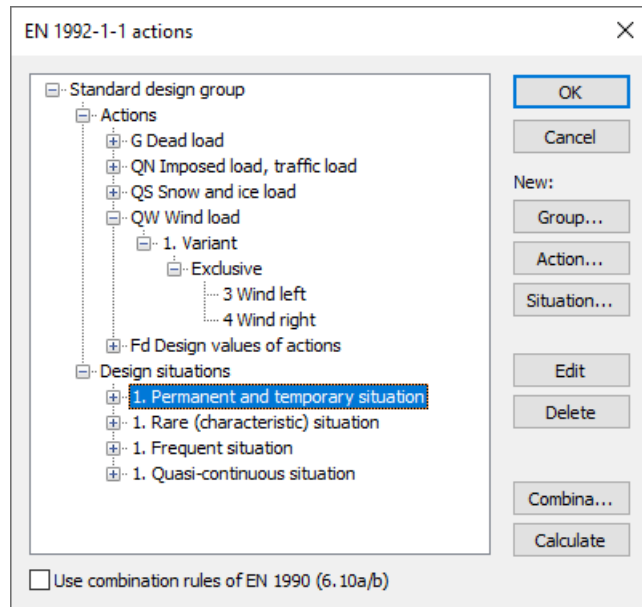 EN 1992-1-1 actions
Standard design group
Actions
G Dead load
QN Imposed load, traffic load
QS Snow and ice load
QW Wind load
1. Variant
Exclusive
3 Wind left
4 Wind right
Fd Design values of actions
Design situations
1. Permanent and temporary situation
1. Rare (characteristic) situation
1. Frequent situation
1. Quasi-continuous situation
OK
Cancel
New:
Group...
Action...
Situation...
Edit
Delete
Combina...
Calculate
Use combination rules of EN 1990 (6.10a/b)